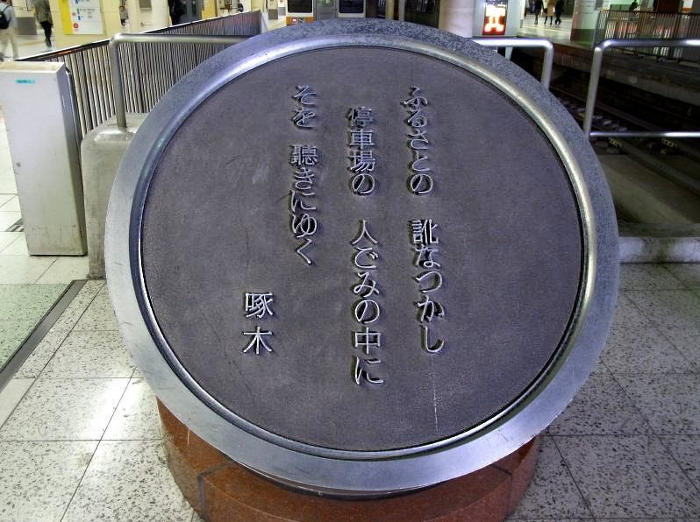 ふるさとの 訛なつかし
停車場の 人ごみの中に
そを 聴きにゆく
啄木